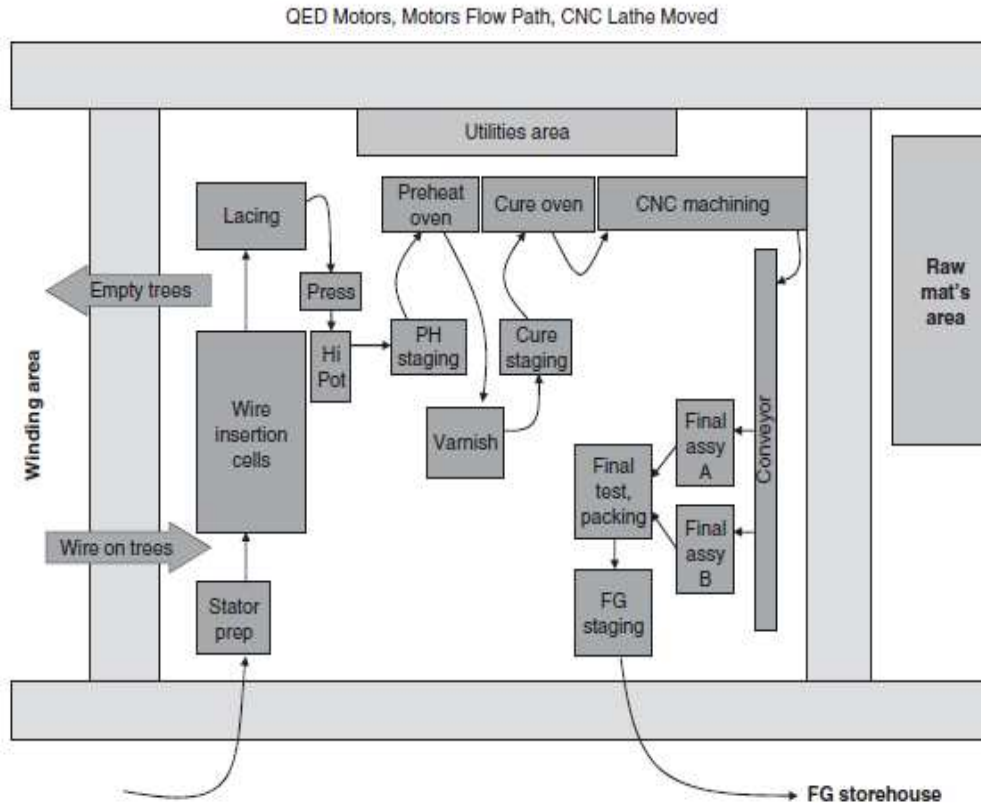 QED Motors, Motors Flow Path, CNC Lathe Moved
Utilities area
Lacing
Preheat
oven
Cure oven
CNC machining
Empty trees
Press
Hi
Pot
PH
staging
Cure
staging
Raw
mat's
area
Winding area
Wire
insertion
cells
Varnish
Conveyor
Final
assy
A
Final
test,
packing
Wire on trees
Final
assy
B
Stator
prep
FG
staging
FG storehouse